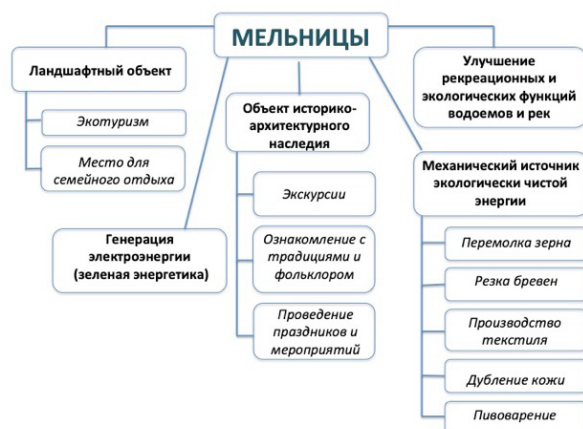 МЕЛЬНИЦЫ
Ландшафтный объект
Экотуризм
Место для
семейного отдыха
Генерация
электроэнергии
(зеленая энергетика)
Объект историко-
архитектурного
наследия
Экскурсии
Ознакомление с
традициями и
фольклором
Проведение
праздников и
мероприятий
Улучшение
рекреационных и
экологических функций
водоемов и рек
Механический источник
экологически чистой
энергии
Перемолка зерна
Резка бревен
Производство
текстиля
Дубление кожи
Пивоварение